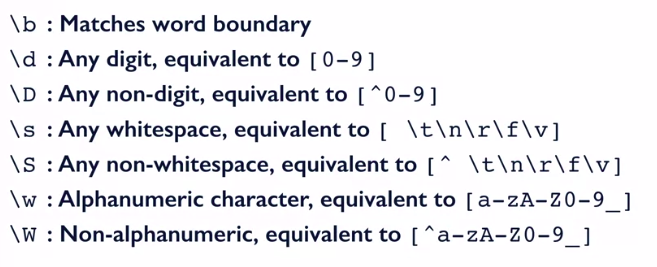 \b : Matches word boundary
\d : Any digit, equivalent to [0-9]
\D : Any non-digit, equivalent to [^0-9]
\s : Any whitespace, equivalent to [ \t\n\r\f\v]
\S : Any non-whitespace, equivalent to [^ \t\n\r\f\v]
\w : Alphanumeric character, equivalent to [a-zA-Z0-9_]
\W : Non-alphanumeric, equivalent to [^a-zA-Z0-9_]